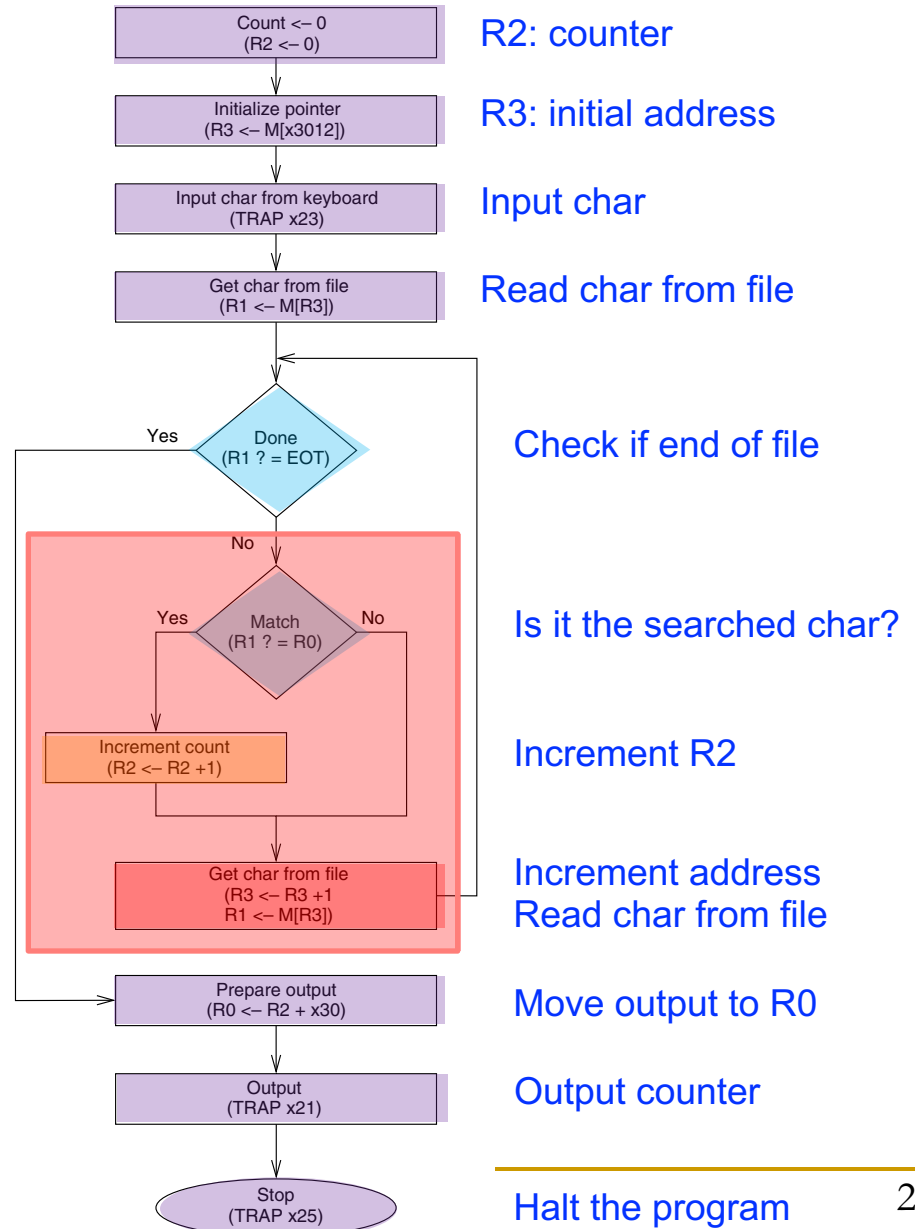 Count <– 0
(R2 <– 0)
R2: counter
Initialize pointer
(R3 <– M[x3012])
R3: initial address
Input char from keyboard
(TRAP x23)
Input char
Get char from file
(R1 <– M[R3])
Read char from file
Yes
Done
(R1 ? = EOT)
Check if end of file
No
Yes
Match
(R1 ? = R0)
No
Is it the searched char?
Increment count
(R2 <– R2 +1)
Increment R2
Get char from file
(R3 <– R3 +1
R1 <– M[R3])
Increment address
Read char from file
Prepare output
(R0 <– R2 + x30)
Move output to R0
Output
(TRAP x21)
Output counter
Stop
(TRAP x25)
Halt the program
2